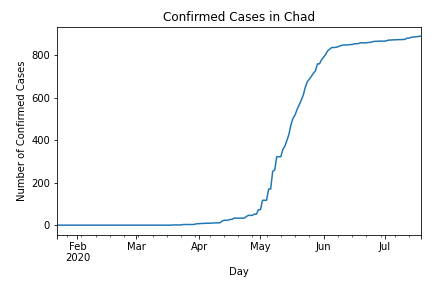 Confirmed Cases in Chad
Number of Confirmed Cases
800
600
400
200
0
Feb Mar Apr May Jun Jul
2020
Day